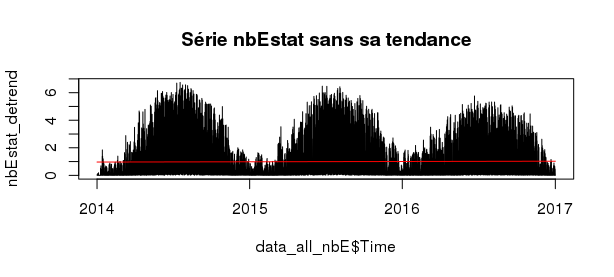 Série nbEstat sans sa tendance
nbEstat_detrend
6
4
2
0
2014 2015 2016 2017
data_all_nbE$Time